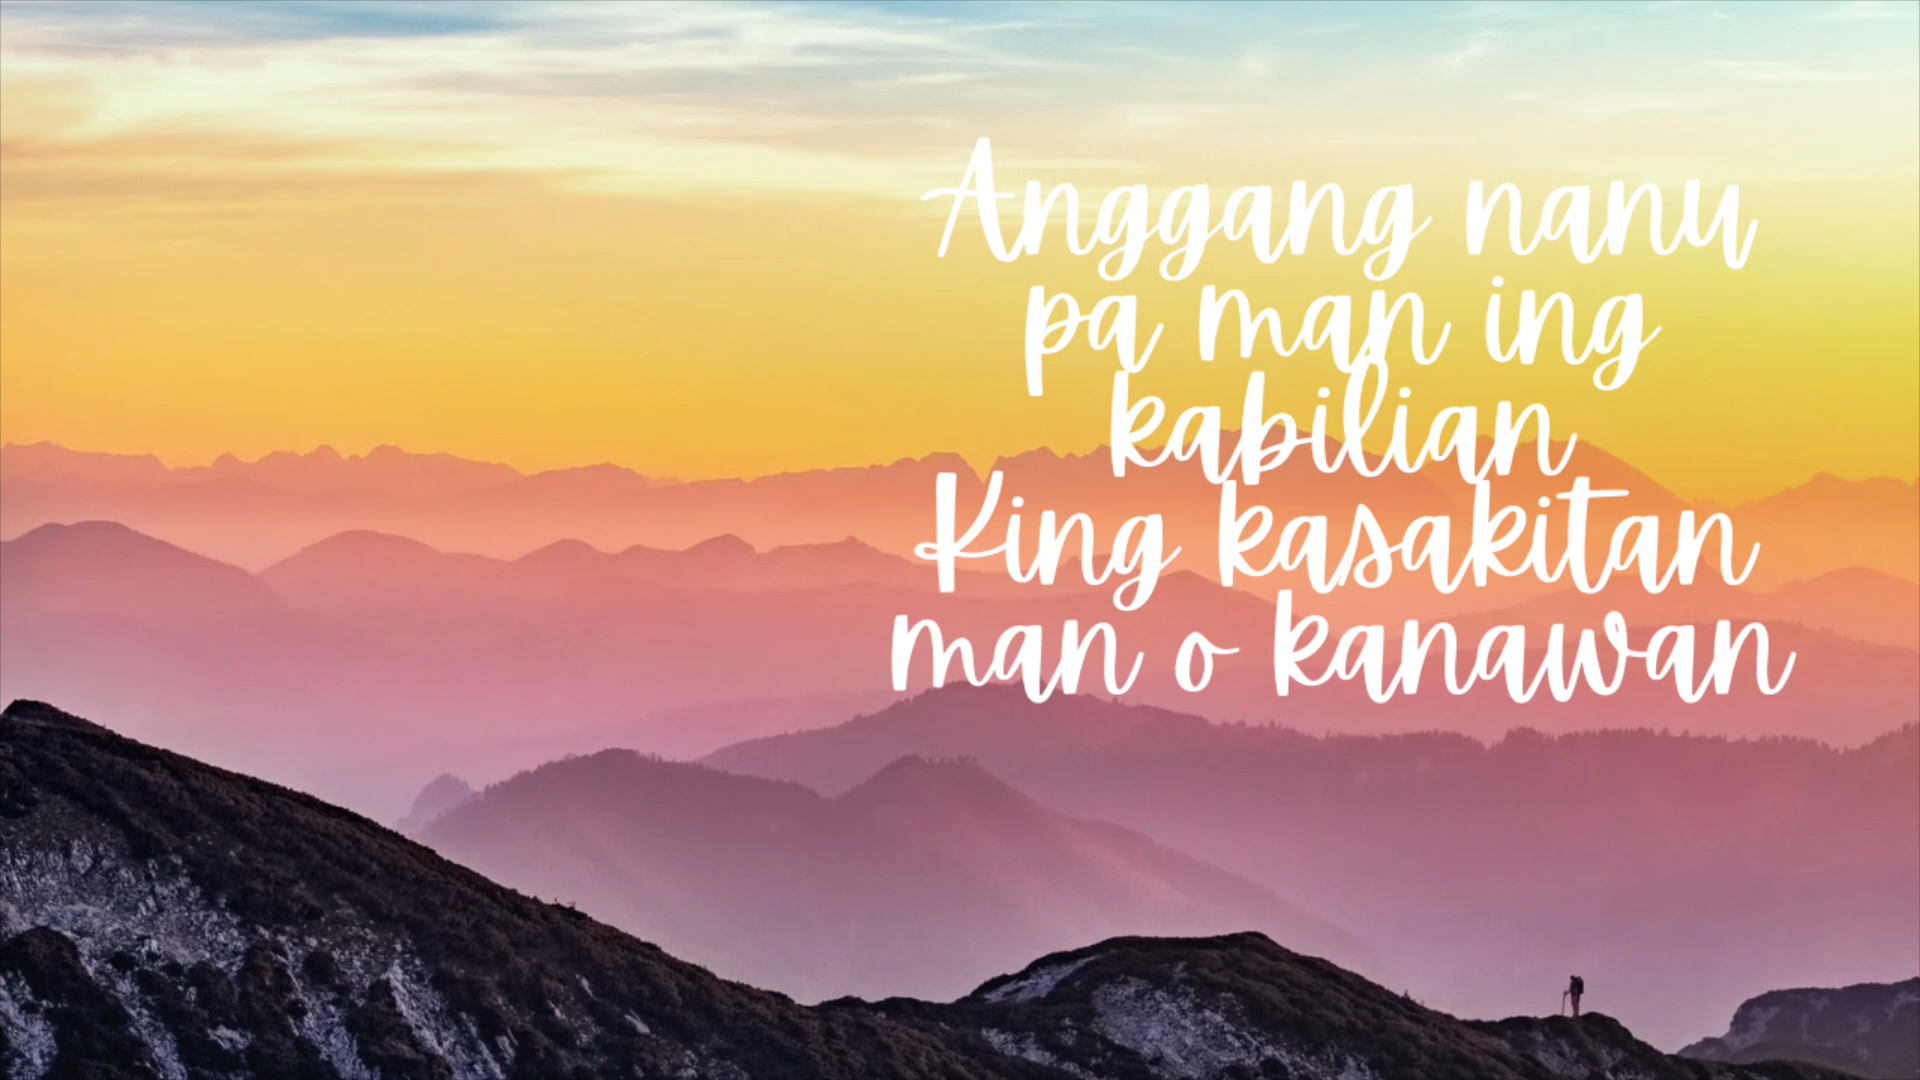 Anggang nanu
pa man ing
kabilian
King kasakitan
man o kanawan